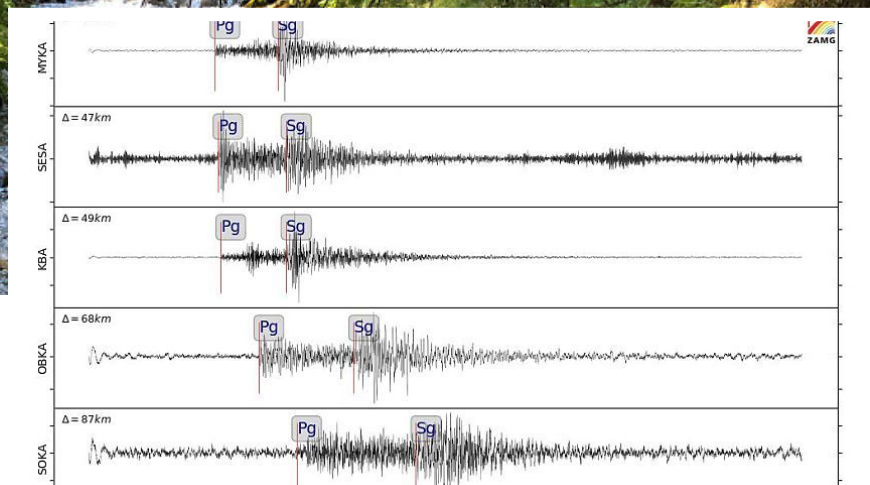 Pg Sg
ZAMG
MYKA
Δ = 47km
Pg Sg
SESA
Δ = 49km
Pg Sg
KBA
Δ = 68km
Pg Sg
OBKA
Δ = 87km
Pg Sg
SOKA